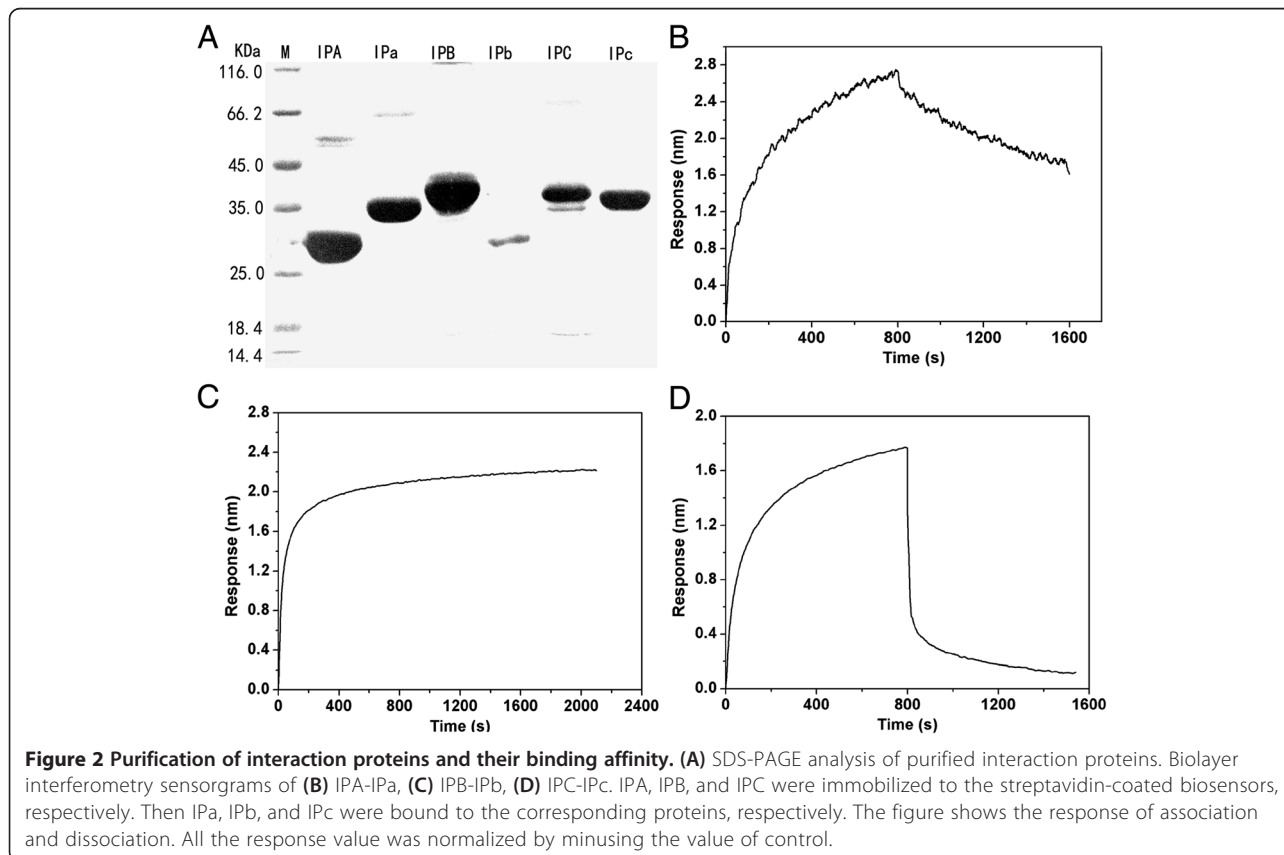 A
KDa M IPA IPa IPB IPb IPC IPc
116. 0
66. 2
45. 0
35. 0
25. 0
18. 4
14. 4
B
Response (nm)
2.8
2.4
2.0
1.6
1.2
0.8
0.4
0.0
0 400 800 1200 1600
Time (s)
C
Response (nm)
2.8
2.4
2.0
1.6
1.2
0.8
0.4
0.0
0 400 800 1200 1600 2000 2400
Time (s)
D
Response (nm)
2.0
1.6
1.2
0.8
0.4
0.0
0 400 800 1200 1600
Time (s)
Figure 2 Purification of interaction proteins and their binding affinity. (A) SDS-PAGE analysis of purified interaction proteins. Biolayer
interferometry sensorgrams of (B) IPA-IPa, (C) IPB-IPb, (D) IPC-IPc. IPA, IPB, and IPC were immobilized to the streptavidin-coated biosensors,
respectively. Then IPa, IPb, and IPc were bound to the corresponding proteins, respectively. The figure shows the response of association
and dissociation. All the response value was normalized by minusing the value of control.